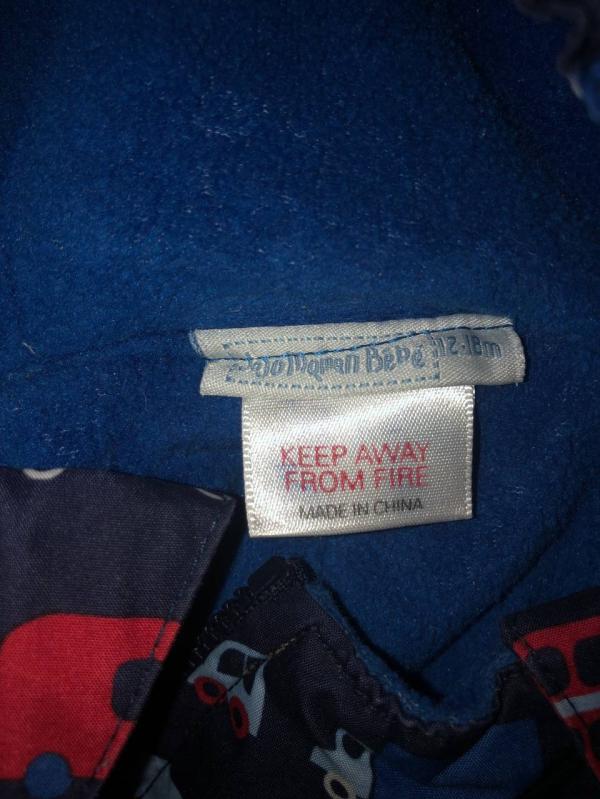 JoJo Maman Bébé 12-18m
KEEP AWAY
FROM FIRE
MADE IN CHINA